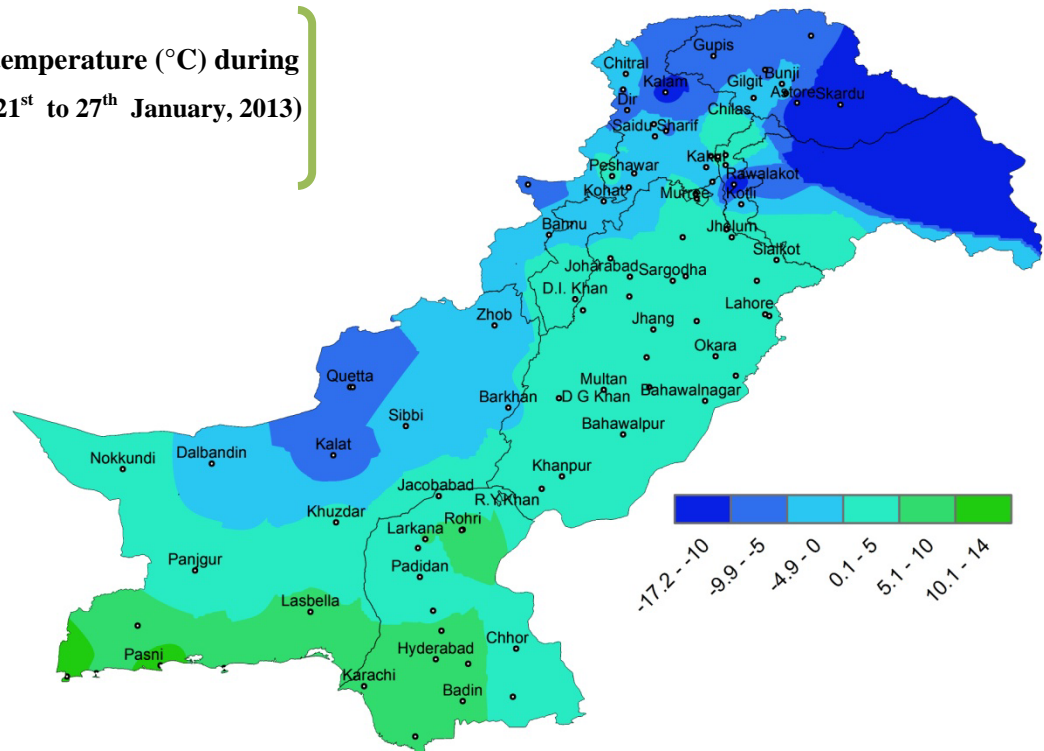 temperature (°C) during
21st to 27th January, 2013)
Gupis
Chitral
Bunji
Gilgit
Kalam
Astore
Skardu
Dir
Chilas
Saidu Sharif
Kakul
Peshawar
Rawalakot
Kohat
Murree
Kotli
Bannu
Jhelum
Sialkot
Joharabad
Sargodha
D.I. Khan
Lahore
Zhob
Jhang
Okara
Quetta
Multan
Bahawalnagar
Barkhan
D G Khan
Sibbi
Bahawalpur
Kalat
Nokkundi
Dalbandin
Khanpur
Jacobabad
R.Y.Khan
Khuzdar
Rohri
Larkana
Panjgur
Padidan
Lasbella
Chhor
Hyderabad
Pasni
Karachi
Badin
-17.2 - -10
-9.9 - -5
-4.9 - 0
0.1 - 5
5.1 - 10
10.1 - 14